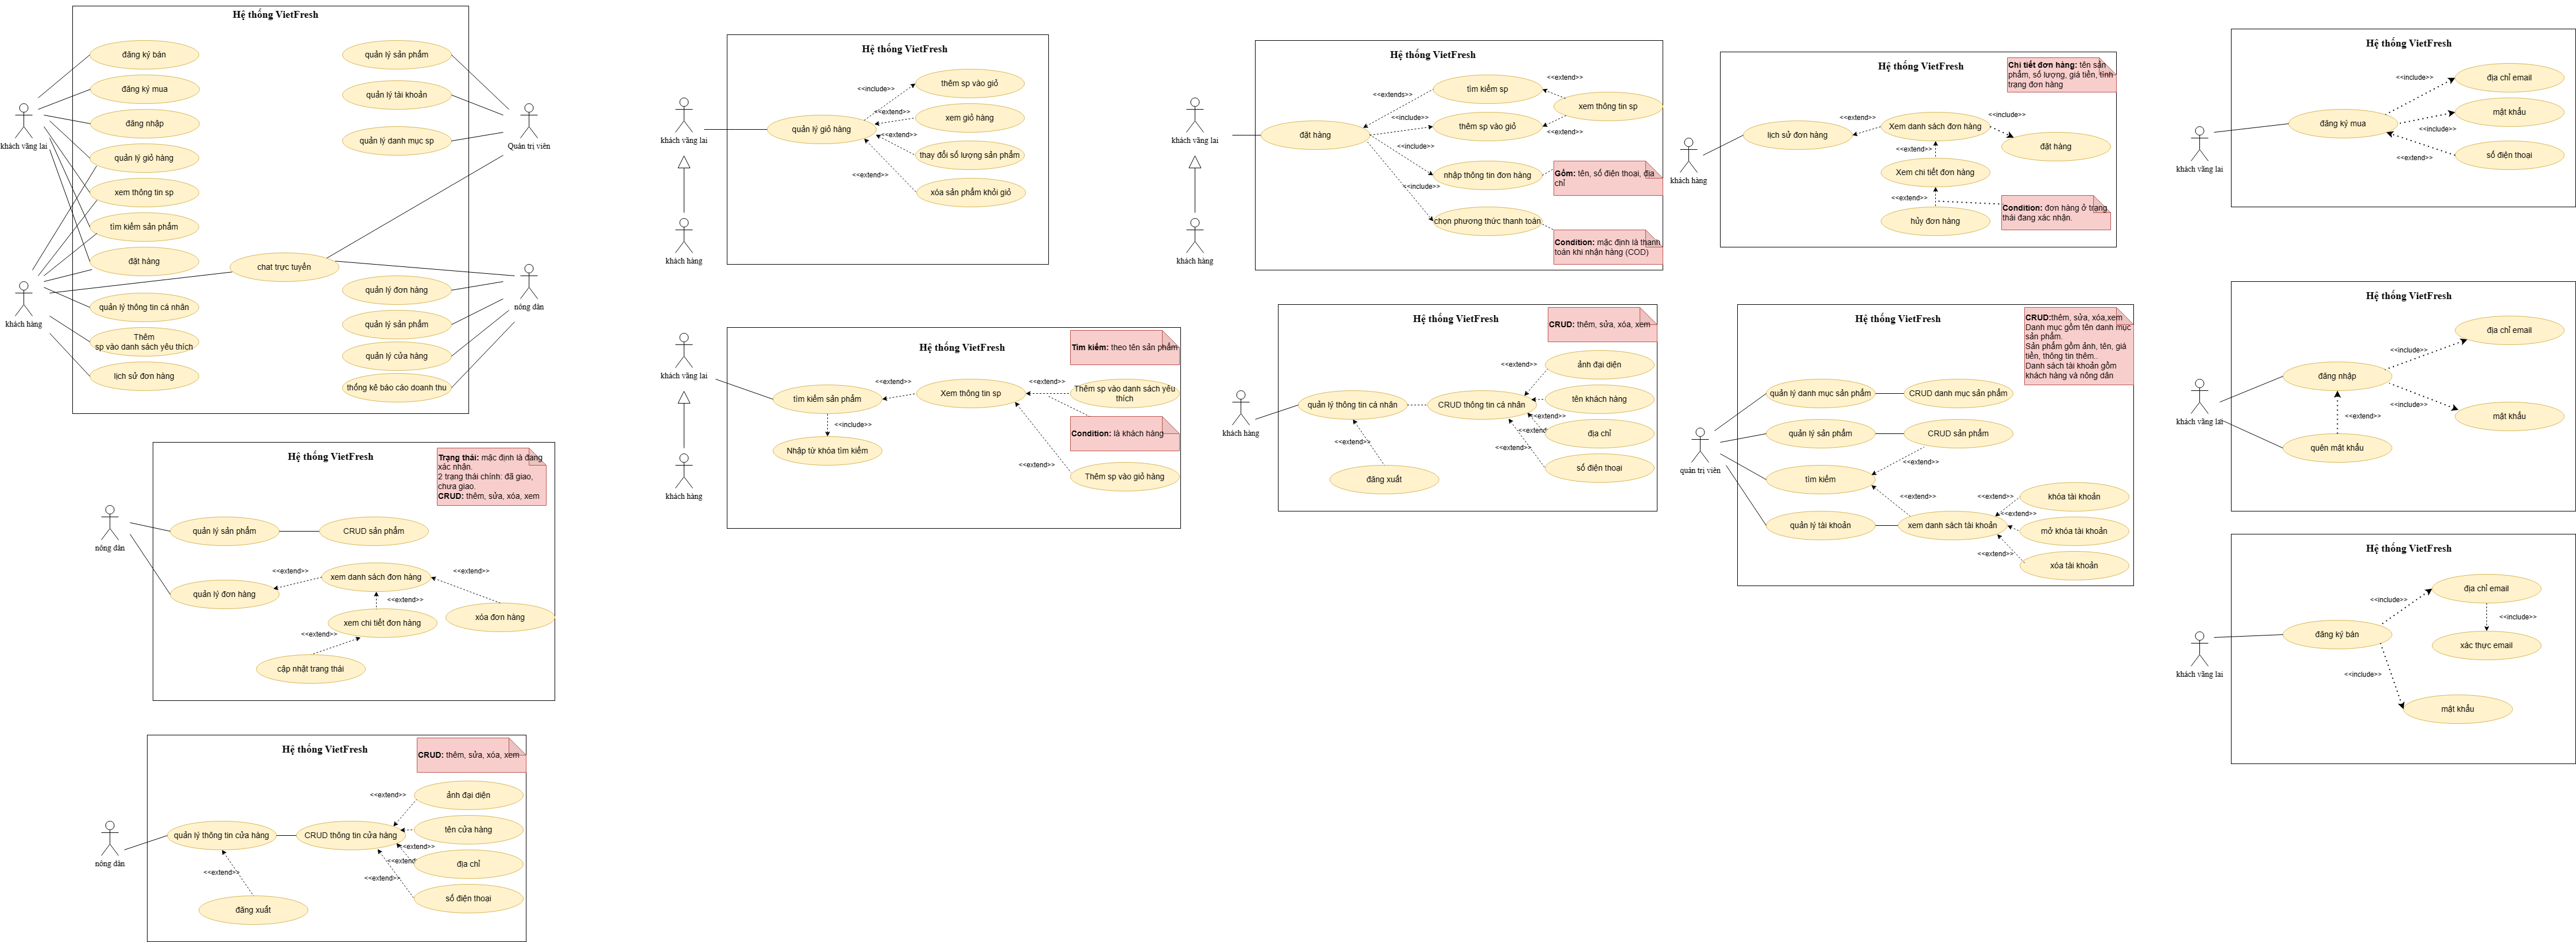 Hệ thống VietFresh
đăng ký bán
đăng ký mua
đăng nhập
quản lý giỏ hàng
xem thông tin sp
tìm kiếm sản phẩm
đặt hàng
quản lý thông tin cá nhân
Thêm
sp vào danh sách yêu thích
lịch sử đơn hàng
chat trực tuyến
quản lý sản phẩm
quản lý tài khoản
quản lý danh mục sp
quản lý đơn hàng
quản lý sản phẩm
quản lý cửa hàng
thống kê báo cáo doanh thu
khách vãng lai
khách hàng
Quản trị viên
nông dân
Hệ thống VietFresh
khách vãng lai
khách hàng
quản lý giỏ hàng
<<include>>
<<extend>>
<<extend>>
<<extend>>
thêm sp vào giỏ
xem giỏ hàng
thay đổi số lượng sản phẩm
xóa sản phẩm khỏi giỏ
Hệ thống VietFresh
khách vãng lai
khách hàng
đặt hàng
<<extends>>
<<include>>
<<include>>
<<include>>
tìm kiếm sp
thêm sp vào giỏ
nhập thông tin đơn hàng
chọn phương thức thanh toán
<<extend>>
xem thông tin sp
<<extend>>
Gồm: tên, số điện thoại, địa
chỉ
Condition: mặc định là thanh
toán khi nhận hàng (COD)
Hệ thống VietFresh
Chi tiết đơn hàng: tên sản
phẩm, số lượng, giá tiền, tình
trạng đơn hàng
khách hàng
lịch sử đơn hàng
<<extend>>
Xem danh sách đơn hàng
<<include>>
đặt hàng
<<extend>>
Xem chi tiết đơn hàng
<<extend>>
hủy đơn hàng
Condition: đơn hàng ở trạng
thái đang xác nhận.
Hệ thống VietFresh
khách vãng lai
đăng ký mua
<<include>>
<<include>>
<<extend>>
địa chỉ email
mật khẩu
số điện thoại
Hệ thống VietFresh
Tìm kiếm: theo tên sản phẩm
khách vãng lai
khách hàng
tìm kiếm sản phẩm
<<extend>>
Xem thông tin sp
<<extend>>
Thêm sp vào danh sách yêu
thích
<<include>>
Nhập từ khóa tìm kiếm
Condition: là khách hàng
<<extend>>
Thêm sp vào giỏ hàng
Hệ thống VietFresh
CRUD: thêm, sửa, xóa, xem
khách hàng
quản lý thông tin cá nhân
CRUD thông tin cá nhân
<<extend>>
<<extend>>
<<extend>>
<<extend>>
ảnh đại diện
tên khách hàng
địa chỉ
số điện thoại
<<extend>>
đăng xuất
Hệ thống VietFresh
CRUD:thêm, sửa, xóa,xem
Danh mục gồm tên danh mục
sản phẩm.
Sản phẩm gồm ảnh, tên, giá
tiền, thông tin thêm..
Danh sách tài khoản gồm
khách hàng và nông dân
quản trị viên
quản lý danh mục sản phẩm
CRUD danh mục sản phẩm
quản lý sản phẩm
CRUD sản phẩm
<<extend>>
tìm kiếm
<<extend>>
quản lý tài khoản
xem danh sách tài khoản
<<extend>>
<<extend>>
<<extend>>
khóa tài khoản
mở khóa tài khoản
xóa tài khoản
Hệ thống VietFresh
khách vãng lai
đăng nhập
<<include>>
<<include>>
<<extend>>
địa chỉ email
mật khẩu
quên mật khẩu
Hệ thống VietFresh
Trạng thái: mặc định là đang
xác nhận.
2 trạng thái chính: đã giao,
chưa giao.
CRUD: thêm, sửa, xóa, xem
nông dân
quản lý sản phẩm
CRUD sản phẩm
quản lý đơn hàng
<<extend>>
xem danh sách đơn hàng
<<extend>>
xóa đơn hàng
<<extend>>
xem chi tiết đơn hàng
<<extend>>
cập nhật trang thái
Hệ thống VietFresh
khách vãng lai
đăng ký bán
<<include>>
địa chỉ email
<<include>>
xác thực email
<<include>>
mật khẩu
Hệ thống VietFresh
CRUD: thêm, sửa, xóa, xem
nông dân
quản lý thông tin cửa hàng
CRUD thông tin cửa hàng
<<extend>>
<<extend>>
<<extend>>
<<extend>>
ảnh đại diện
tên cửa hàng
địa chỉ
số điện thoại
<<extend>>
đăng xuất